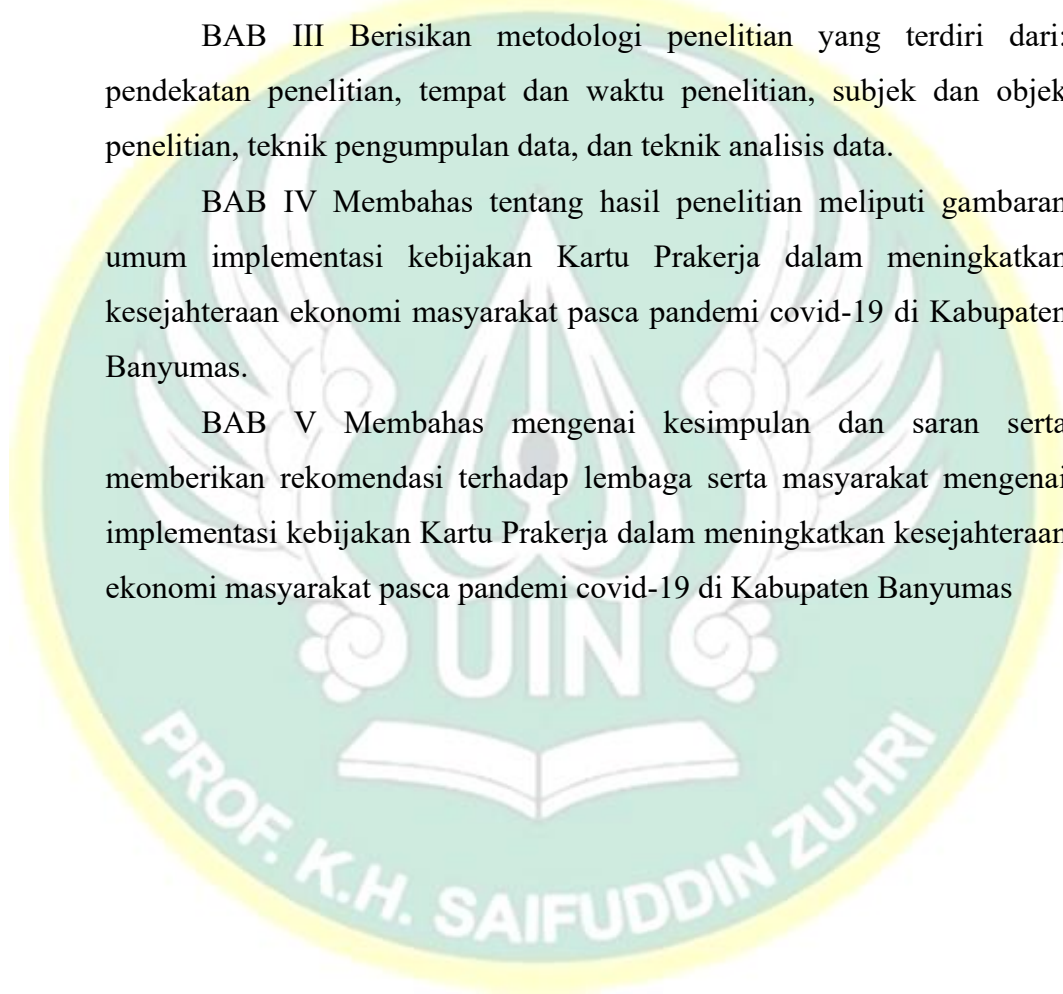 BAB III Berisikan metodologi penelitian yang terdiri dari:
pendekatan penelitian, tempat dan waktu penelitian, subjek dan objek
penelitian, teknik pengumpulan data, dan teknik analisis data.
BAB IV Membahas tentang hasil penelitian meliputi gambaran
umum implementasi kebijakan Kartu Prakerja dalam meningkatkan
kesejahteraan ekonomi masyarakat pasca pandemi covid-19 di Kabupaten
Banyumas.
BAB V Membahas mengenai kesimpulan dan saran serta
memberikan rekomendasi terhadap lembaga serta masyarakat mengenai
implementasi kebijakan Kartu Prakerja dalam meningkatkan kesejahteraan
ekonomi masyarakat pasca pandemi covid-19 di Kabupaten Banyumas
UIN
PROF. K.H. SAIFUDDIN ZUHRI